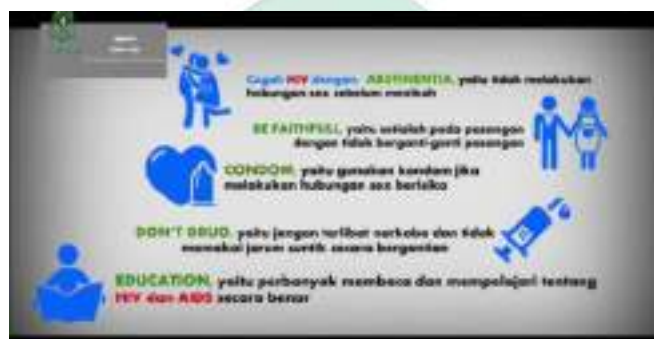 Cegah HIV dengan ABSTINENTIA, yaitu tidak melakukan
hubungan sex sebelum menikah
BE FAITHFULL, yaitu setialah pada pasangan
dengan tidak berganti-ganti pasangan
CONDOM, yaitu gunakan kondom jika
melakukan hubungan sex berisiko
DON'T DRUG, yaitu jangan terlibat narkoba dan tidak
memakai jarum suntik secara bergantian
EDUCATION, yaitu perbanyak membaca dan mempelajari tentang
HIV dan AIDS secara benar